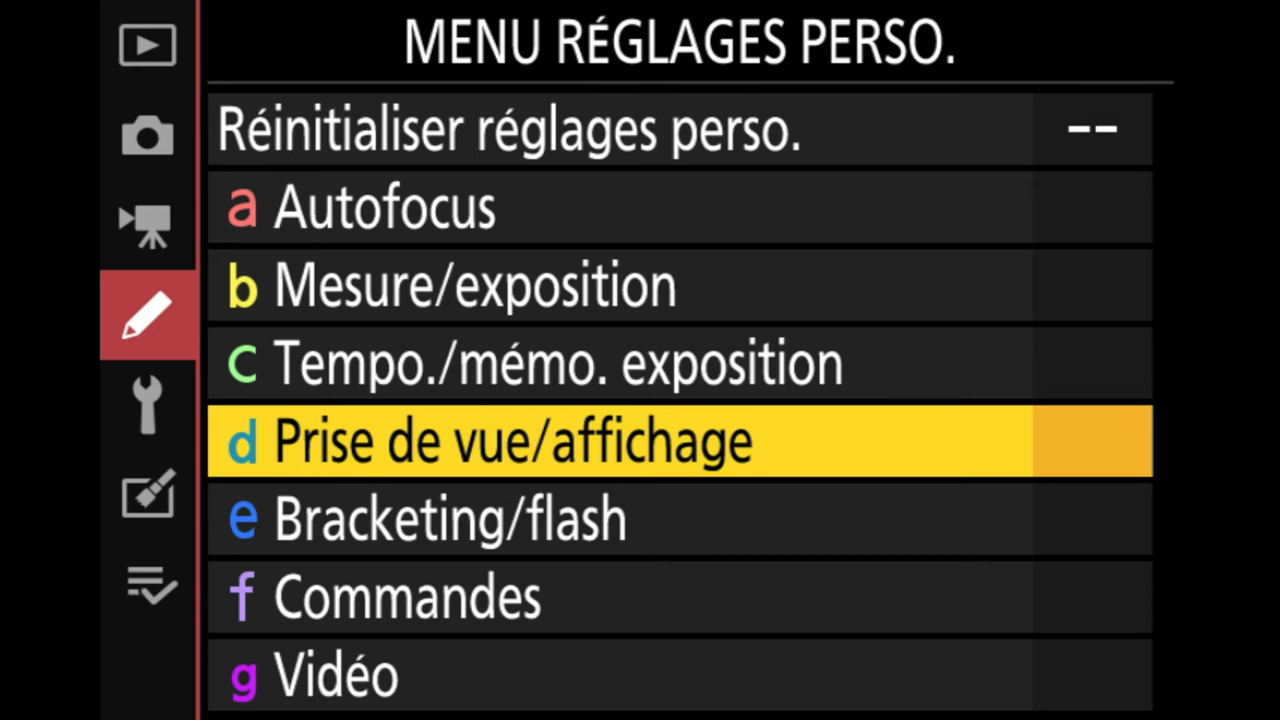 MENU RÉGLAGES PERSO.
Réinitialiser réglages perso. --
a Autofocus
b Mesure/exposition
c Tempo./mémo. exposition
d Prise de vue/affichage
e Bracketing/flash
f Commandes
g Vidéo